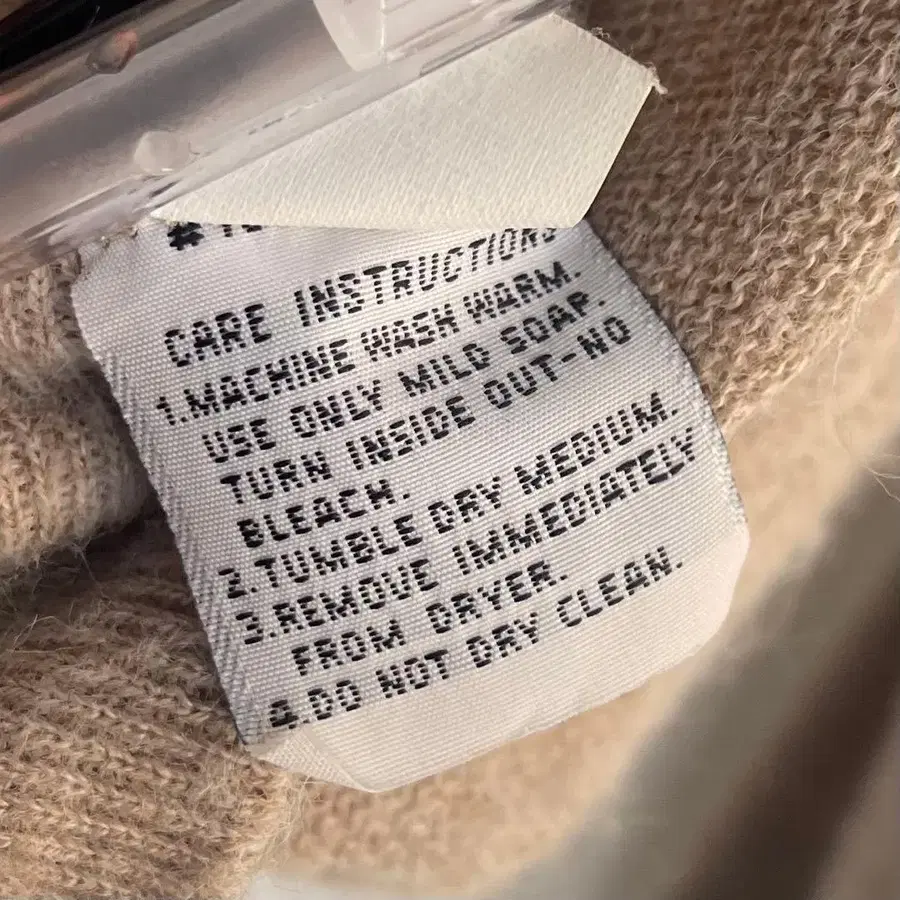 CARE INSTRUCTIONS
1.MACHINE WASH WARM.
USE ONLY MILD SOAP.
TURN INSIDE OUT-NO
BLEACH.
2.TUMBLE DRY MEDIUM.
3.REMOVE IMMEDIATELY
FROM DRYER.
4.DO NOT DRY CLEAN.